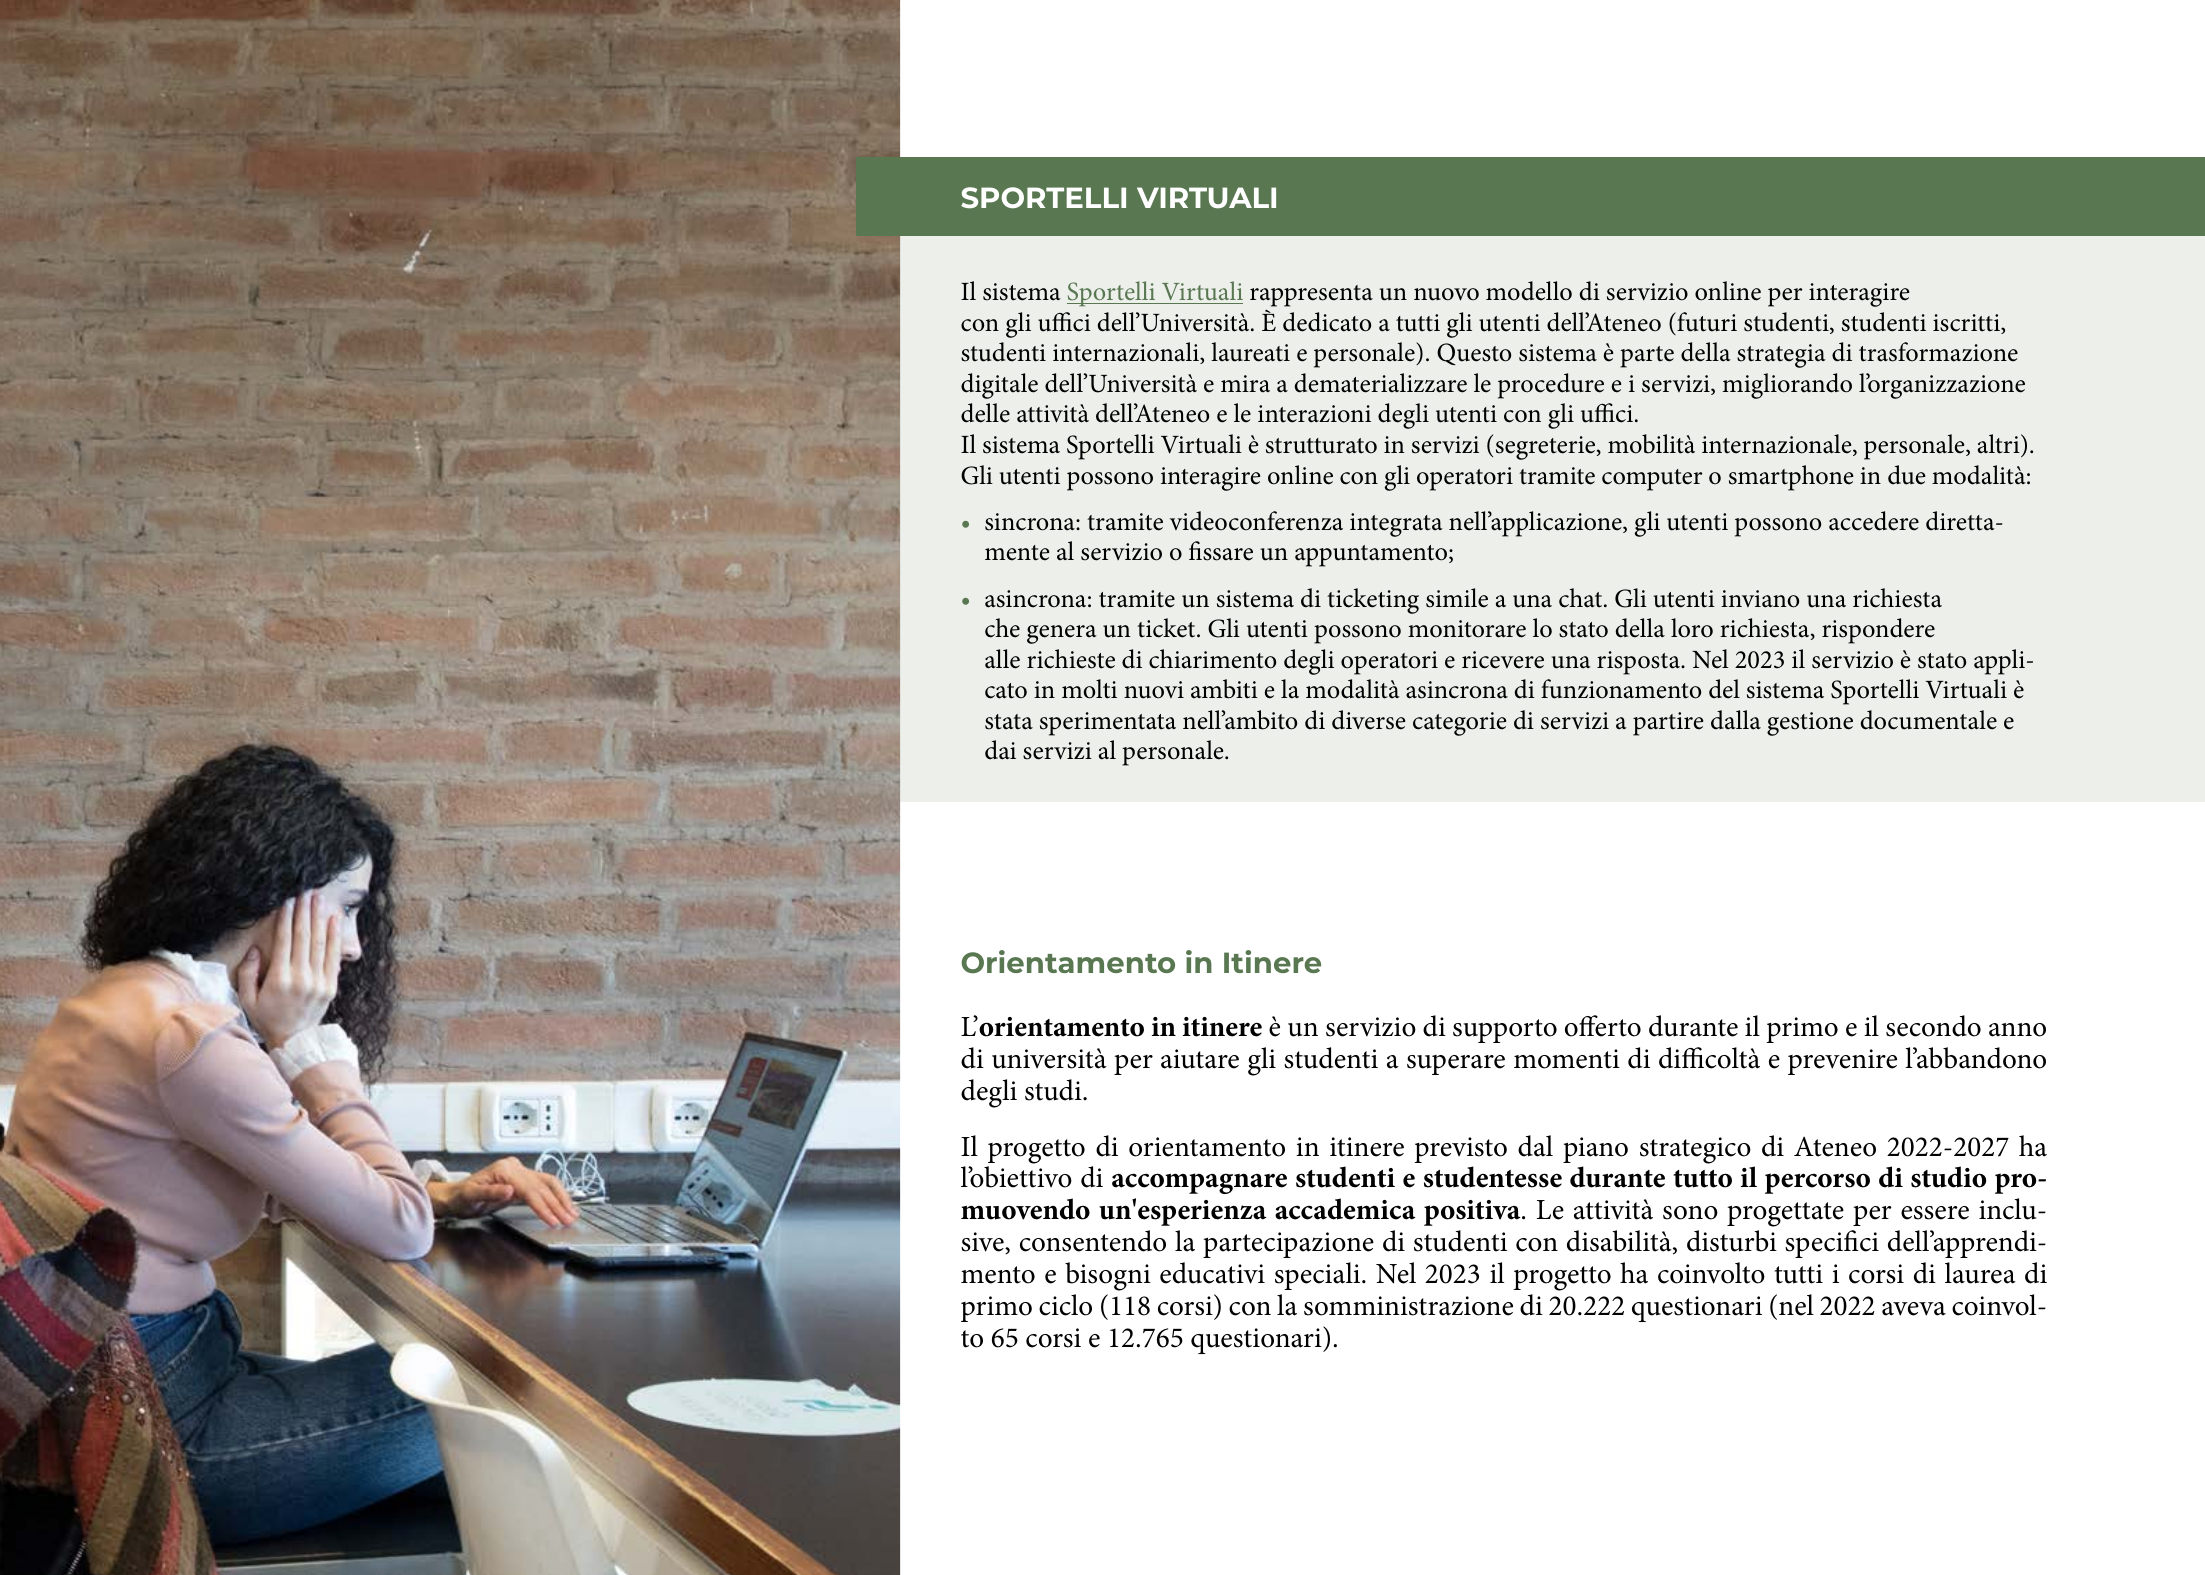 SPORTELLI VIRTUALI
Il sistema Sportelli Virtuali rappresenta un nuovo modello di servizio online per interagire
con gli uffici dell’Università. È dedicato a tutti gli utenti dell’Ateneo (futuri studenti, studenti iscritti,
studenti internazionali, laureati e personale). Questo sistema è parte della strategia di trasformazione
digitale dell’Università e mira a dematerializzare le procedure e i servizi, migliorando l’organizzazione
delle attività dell’Ateneo e le interazioni degli utenti con gli uffici.
Il sistema Sportelli Virtuali è strutturato in servizi (segreterie, mobilità internazionale, personale, altri).
Gli utenti possono interagire online con gli operatori tramite computer o smartphone in due modalità:
• sincrona: tramite videoconferenza integrata nell’applicazione, gli utenti possono accedere diretta-
mente al servizio o fissare un appuntamento;
• asincrona: tramite un sistema di ticketing simile a una chat. Gli utenti inviano una richiesta
che genera un ticket. Gli utenti possono monitorare lo stato della loro richiesta, rispondere
alle richieste di chiarimento degli operatori e ricevere una risposta. Nel 2023 il servizio è stato appli-
cato in molti nuovi ambiti e la modalità asincrona di funzionamento del sistema Sportelli Virtuali è
stata sperimentata nell’ambito di diverse categorie di servizi a partire dalla gestione documentale e
dai servizi al personale.
Orientamento in Itinere
L’orientamento in itinere è un servizio di supporto offerto durante il primo e il secondo anno
di università per aiutare gli studenti a superare momenti di difficoltà e prevenire l’abbandono
degli studi.
Il progetto di orientamento in itinere previsto dal piano strategico di Ateneo 2022-2027 ha
l’obiettivo di accompagnare studenti e studentesse durante tutto il percorso di studio pro-
muovendo un'esperienza accademica positiva. Le attività sono progettate per essere inclu-
sive, consentendo la partecipazione di studenti con disabilità, disturbi specifici dell’apprendi-
mento e bisogni educativi speciali. Nel 2023 il progetto ha coinvolto tutti i corsi di laurea di
primo ciclo (118 corsi) con la somministrazione di 20.222 questionari (nel 2022 aveva coinvol-
to 65 corsi e 12.765 questionari).